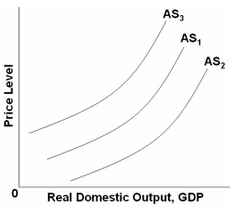 AS3
AS1
AS2
Price Level
0
Real Domestic Output, GDP